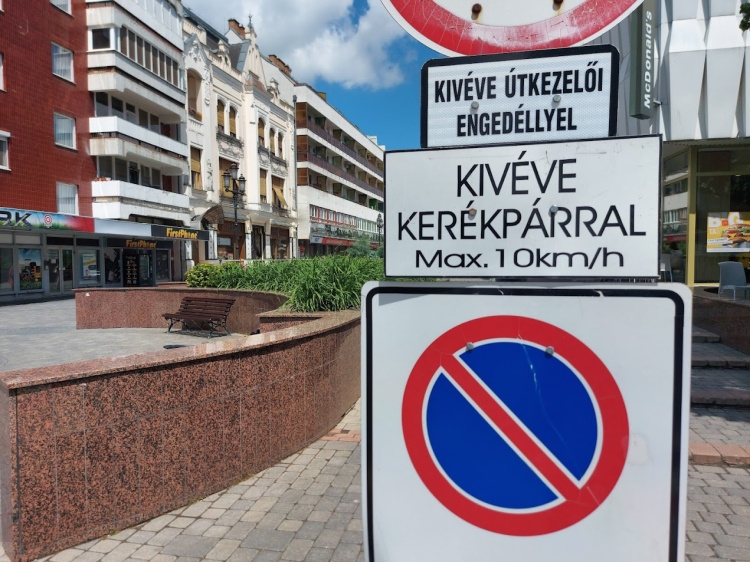 McDonald's
KIVÉVE ÚTKEZELŐI
ENGEDÉLLYEL
KIVÉVE
KERÉKPÁRRAL
Max. 10km/h
FirstPhone
FirstPhone